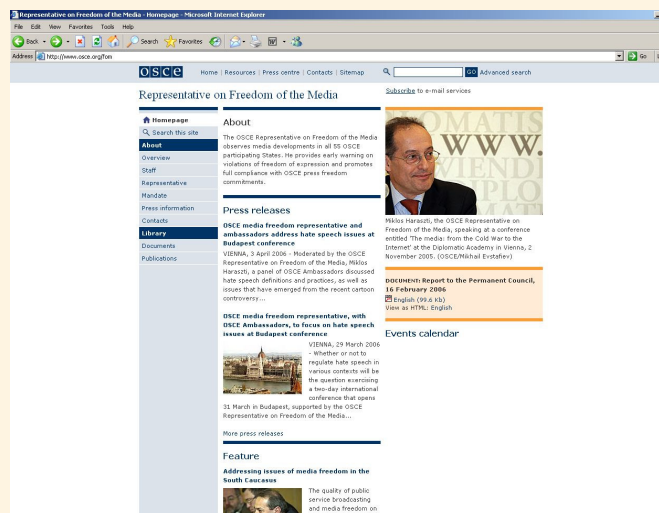 Representative on Freedom of the Media - Homepage - Microsoft Internet Explorer
File Edit View Favorites Tools Help
Back Search Favorites
Address http://www.osce.org/fom Go
osce Home | Resources | Press centre | Contacts | Sitemap GO Advanced search
Representative on Freedom of the Media
Subscribe to e-mail services
Homepage
Search this site
About
Overview
Staff
Representative
Mandate
Press information
Contacts
Library
Documents
Publications
About
The OSCE Representative on Freedom of the Media
observes media developments in all 55 OSCE
participating States. He provides early warning on
violations of freedom of expression and promotes
full compliance with OSCE press freedom
commitments.
Press releases
OSCE media freedom representative and
ambassadors address hate speech issues at
Budapest conference
VIENNA, 3 April 2006 - Moderated by the OSCE
Representative on Freedom of the Media, Miklos
Haraszti, a panel of OSCE Ambassadors discussed
hate speech definitions and practices, as well as
issues that have emerged from the recent cartoon
controversy...
OSCE media freedom representative, with
OSCE Ambassadors, to focus on hate speech
issues at Budapest conference
VIENNA, 29 March 2006
- Whether or not to
regulate hate speech in
various contexts will be
the question exercising
a two-day international
conference that opens
31 March in Budapest, supported by the OSCE
Representative on Freedom of the Media...
More press releases
Feature
Addressing issues of media freedom in the
South Caucasus
The quality of public
service broadcasting
and media freedom on
WWW.
Miklos Haraszti, the OSCE Representative on
Freedom of the Media, speaking at a conference
entitled 'The media: from the Cold War to the
Internet' at the Diplomatic Academy in Vienna, 2
November 2005. (OSCE/Mikhail Evstafiev)
DOCUMENT: Report to the Permanent Council,
16 February 2006
English (99.6 Kb)
View as HTML: English
Events calendar